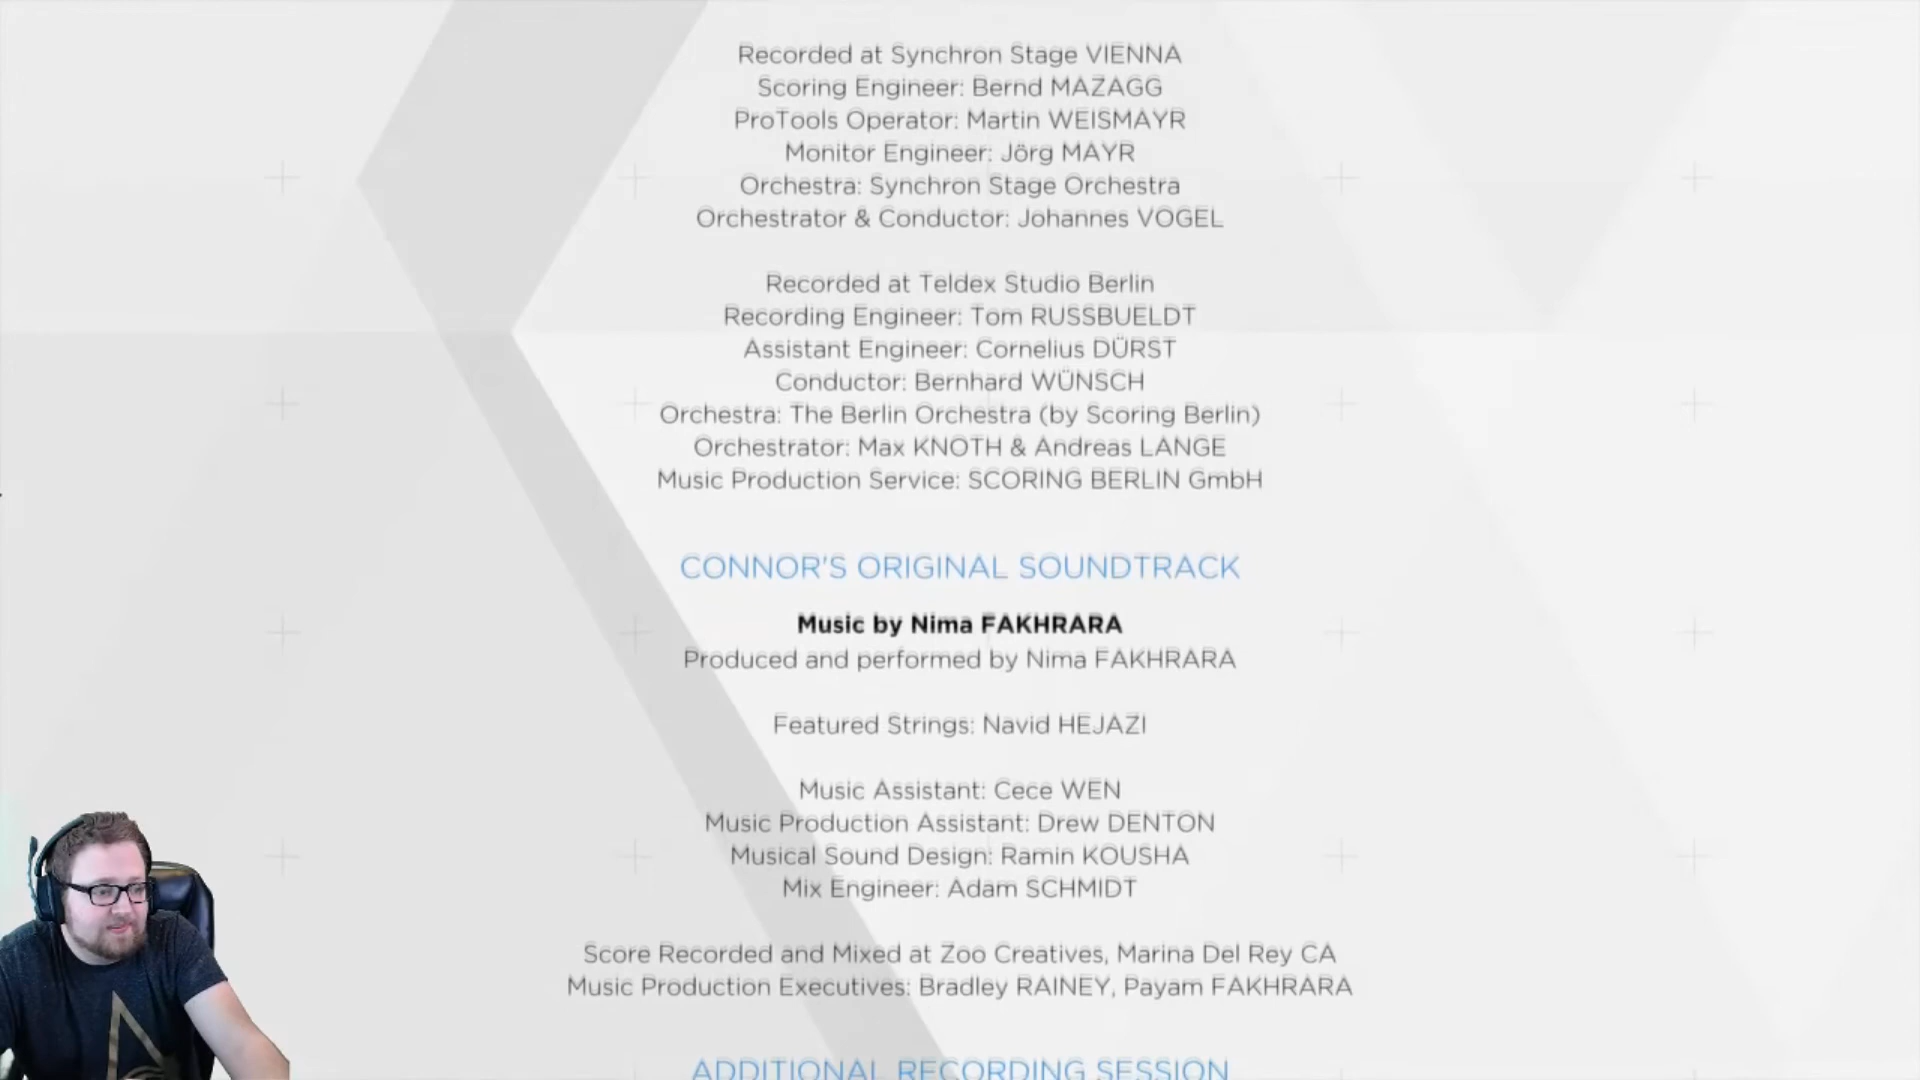 Recorded at Synchron Stage VIENNA
Scoring Engineer: Bernd MAZAGG
ProTools Operator: Martin WEISMAYR
Monitor Engineer: Jörg MAYR
Orchestra: Synchron Stage Orchestra
Orchestrator & Conductor: Johannes VOGEL
Recorded at Teldex Studio Berlin
Recording Engineer: Tom RUSSBUELDT
Assistant Engineer: Cornelius DÜRST
Conductor: Bernhard WÜNSCH
Orchestra: The Berlin Orchestra (by Scoring Berlin)
Orchestrator: Max KNOTH & Andreas LANGE
Music Production Service: SCORING BERLIN GmbH
CONNOR'S ORIGINAL SOUNDTRACK
Music by Nima FAKHRARA
Produced and performed by Nima FAKHRARA
Featured Strings: Navid HEJAZI
Music Assistant: Cece WEN
Music Production Assistant: Drew DENTON
Musical Sound Design: Ramin KOUSHA
Mix Engineer: Adam SCHMIDT
Score Recorded and Mixed at Zoo Creatives, Marina Del Rey CA
Music Production Executives: Bradley RAINEY, Payam FAKHRARA
ADDITIONAL RECORDING SESSION